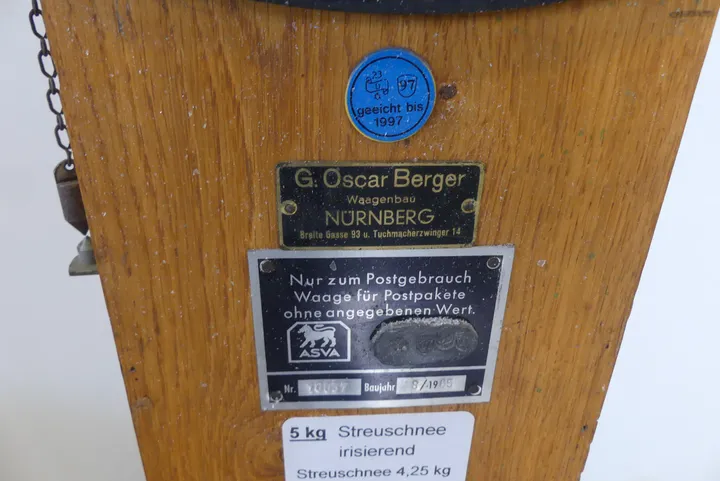 97
geeicht bis
1997
G. Oscar Berger
Waagenbau
NÜRNBERG
Breite Gasse 93 u. Tuchmacherzwinger 14
Nur zum Postgebrauch
Waage für Postpakete
ohne angegebenen Wert.
ASVA
Nr. Baujahr
5 kg Streuschnee
irisierend
Streuschnee 4,25 kg